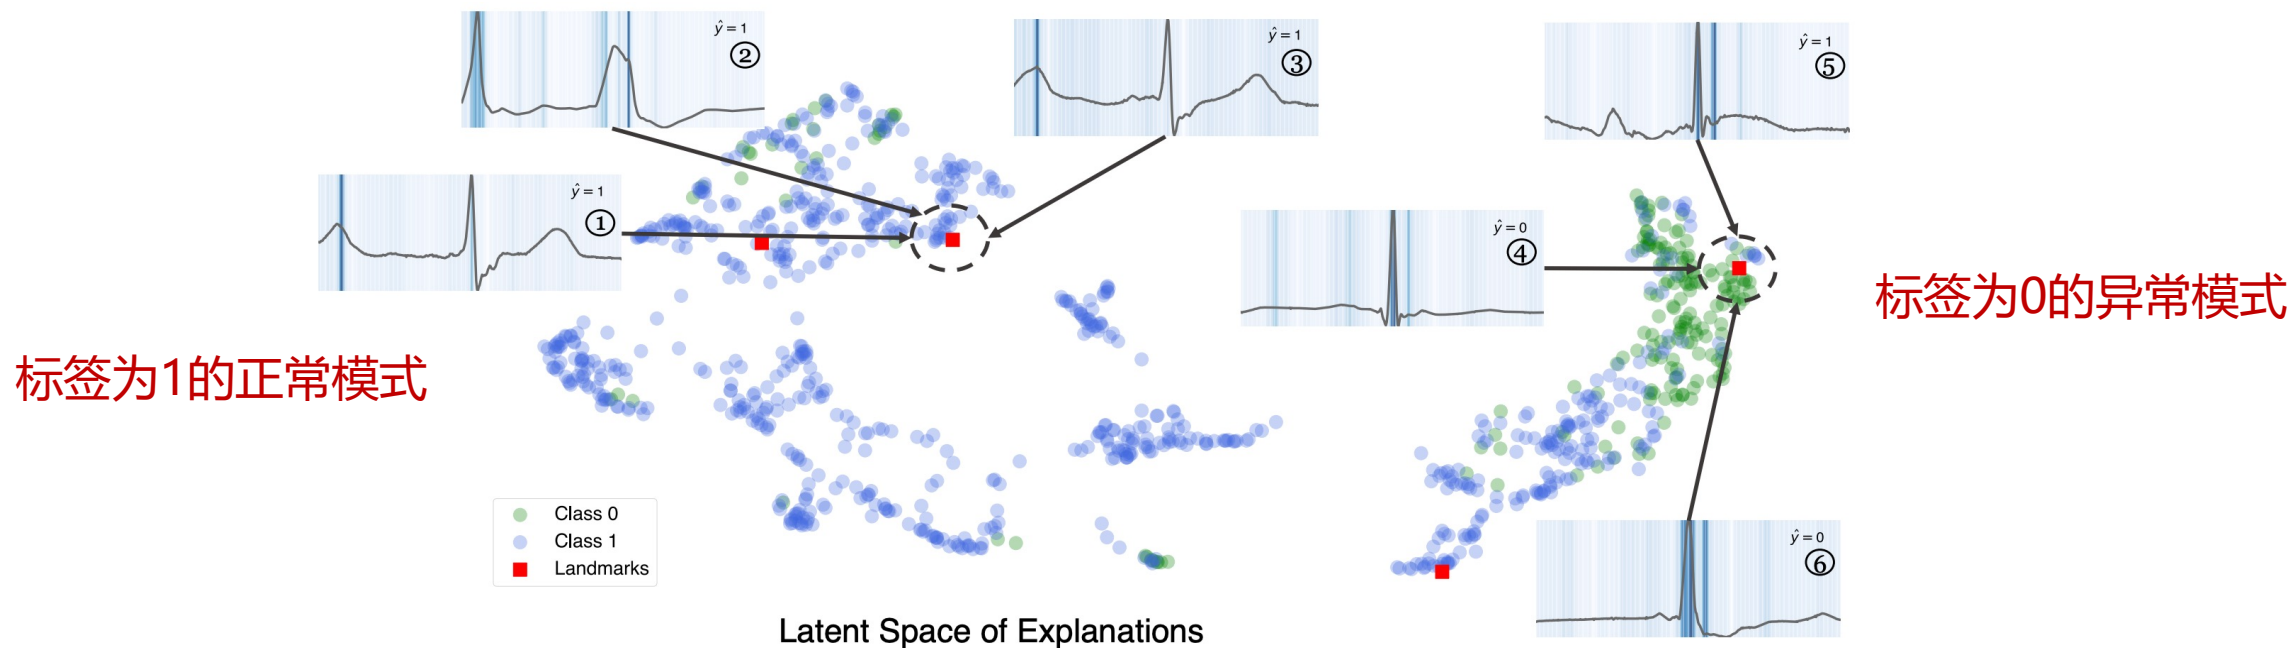 ŷ = 1
②
ŷ = 1
③
ŷ = 1
⑤
ŷ = 1
①
ŷ = 0
④
标签为0的异常模式
标签为1的正常模式
Class 0
Class 1
Landmarks
ŷ = 0
⑥
Latent Space of Explanations